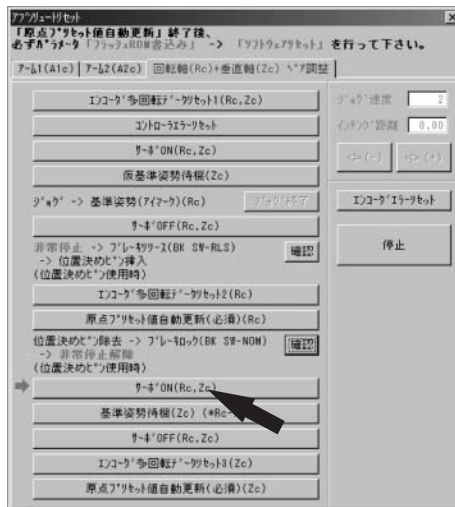 アブソリュートリセット
「原点プリセット値自動更新」終了後、
必ずパラメータ「フラッシュROM書込み」 -> 「ソフトウェアリセット」 を行って下さい。
アーム1(A1c) アーム2(A2c) 回転軸(Rc)+垂直軸(Zc) ペア調整
エンコーダ多回転データリセット1(Rc,Zc)
コントローラエラーリセット
サーボON(Rc,Zc)
仮基準姿勢待機(Zc)
ジョグ -> 基準姿勢(アイマーク)(Rc) ジョグ終了
サーボOFF(Rc,Zc)
非常停止 -> ブレーキリリース(BK SW-RLS)
-> 位置決めピン挿入
(位置決めピン使用時)
確認
エンコーダ多回転データリセット2(Rc)
原点プリセット値自動更新(必須)(Rc)
位置決めピン除去 -> ブレーキロック(BK SW-NOM)
-> 非常停止解除
(位置決めピン使用時)
確認
サーボON(Rc,Zc)
基準姿勢待機(Zc) (*Rc-
サーボOFF(Rc,Zc)
エンコーダ多回転データリセット3(Zc)
原点プリセット値自動更新(必須)(Zc)
ジョグ速度 2
インチング距離 0.00
<=(-) =>(+)
エンコーダエラーリセット
停止